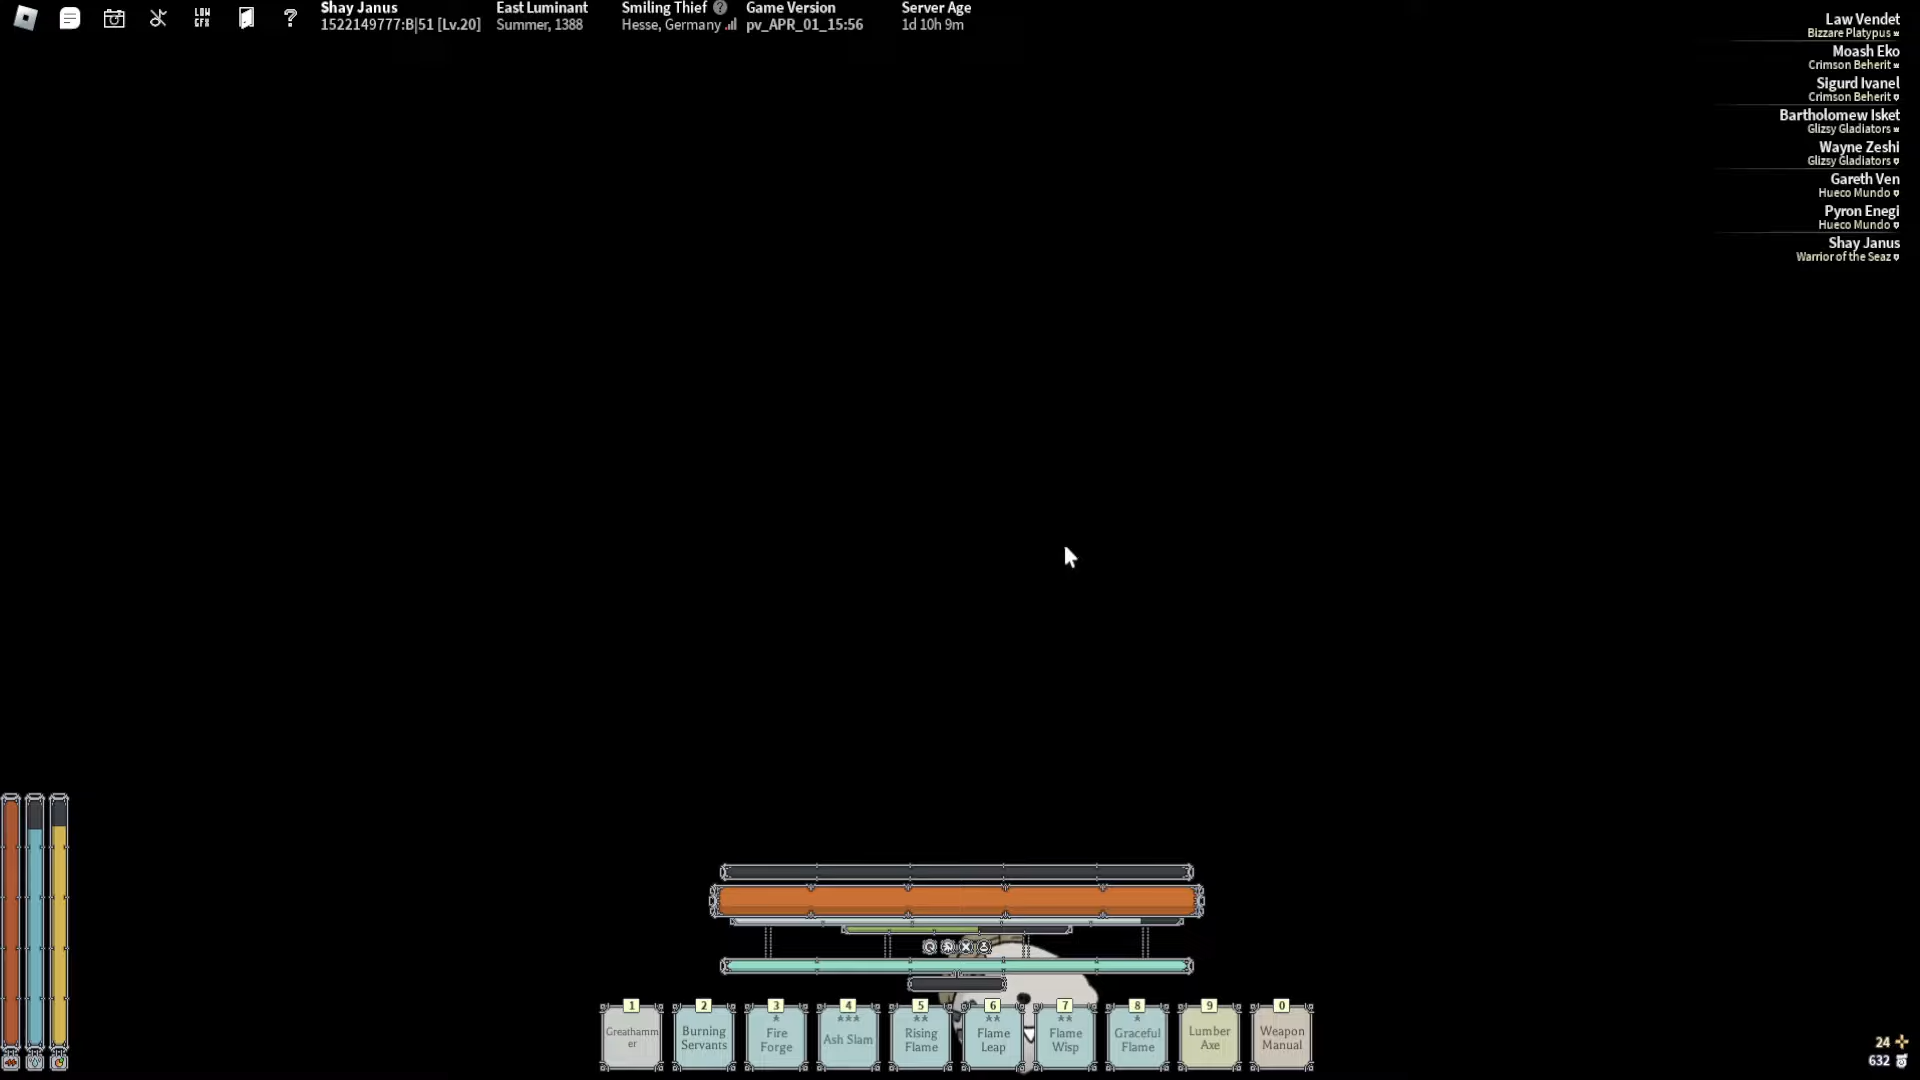 LOW
GFX
?
Shay Janus
1522149777:B|51 [Lv.20]
East Luminant
Summer, 1388
Smiling Thief ?
Hesse, Germany
Game Version
pv_APR_01_15:56
Server Age
1d 10h 9m
Law Vendet
Bizzare Platypus
Moash Eko
Crimson Beherit
Sigurd Ivanel
Crimson Beherit
Bartholomew Isket
Glizsy Gladiators
Wayne Zeshi
Glizsy Gladiators
Gareth Ven
Hueco Mundo
Pyron Enegi
Hueco Mundo
Shay Janus
Warrior of the Seaz
1
Greathamm
er
2
Burning
Servants
3
Fire
Forge
4
Ash Slam
5
Rising
Flame
6
Flame
Leap
7
Flame
Wisp
8
Graceful
Flame
9
Lumber
Axe
0
Weapon
Manual
24
632